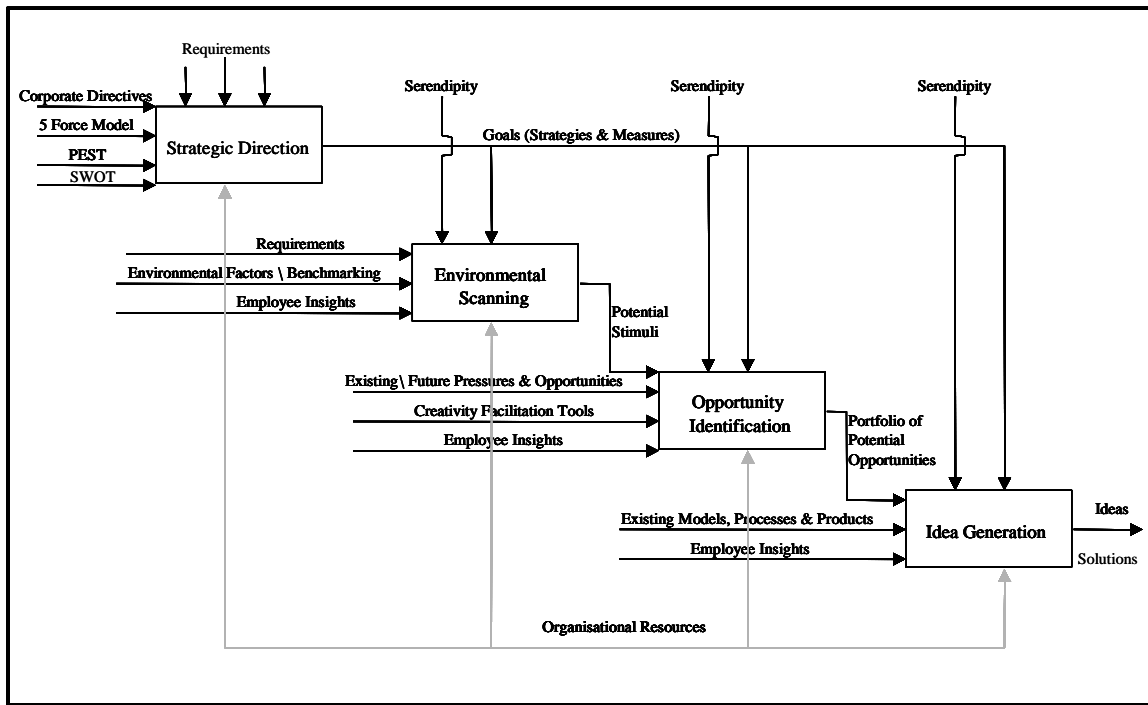 Requirements
Corporate Directives
5 Force Model
PEST
SWOT
Strategic Direction
Serendipity
Serendipity
Serendipity
Goals (Strategies & Measures)
Requirements
Environmental Factors \ Benchmarking
Employee Insights
Environmental
Scanning
Potential
Stimuli
Existing\ Future Pressures & Opportunities
Creativity Facilitation Tools
Employee Insights
Opportunity
Identification
Portfolio of
Potential
Opportunities
Existing Models, Processes & Products
Employee Insights
Idea Generation
Ideas
Solutions
Organisational Resources